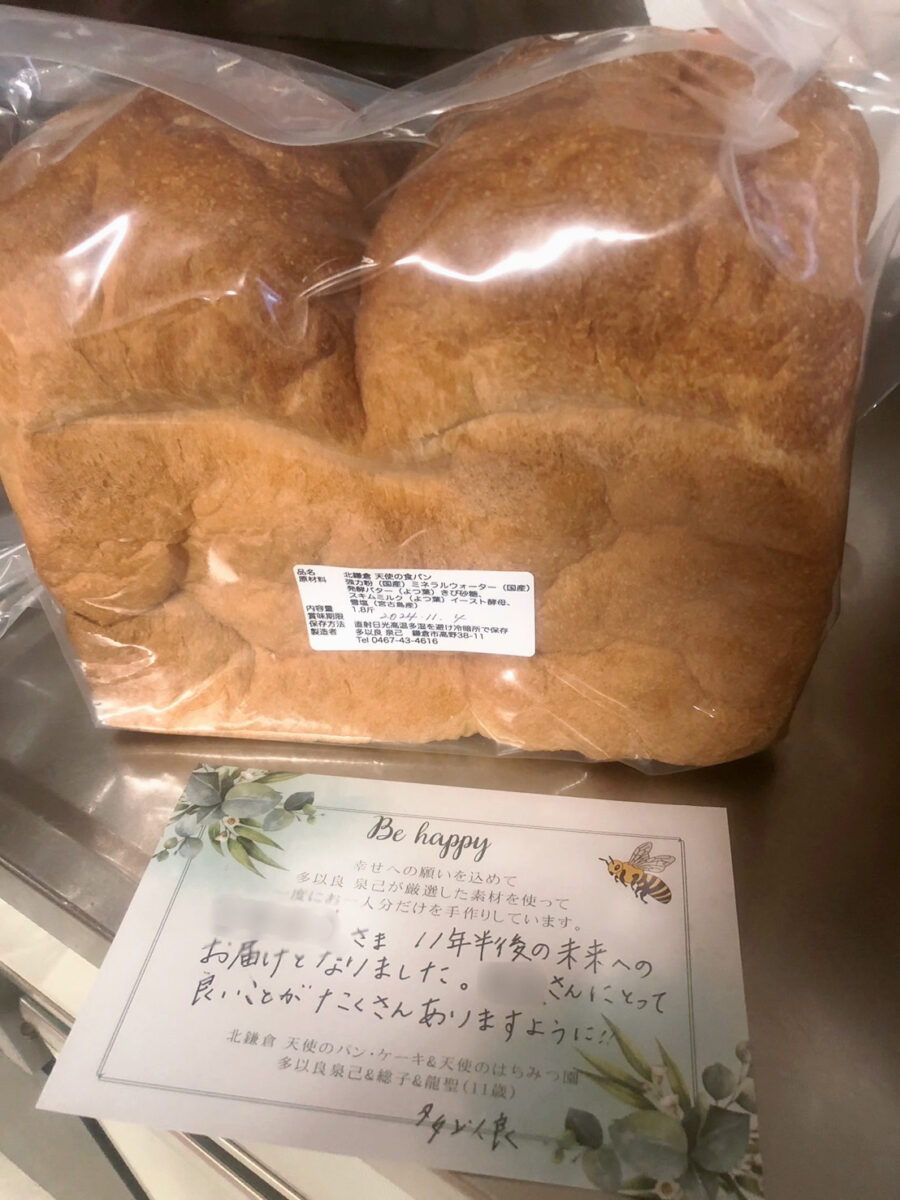 品名 北鎌倉 天使の食パン
原材料 強力粉（国産）ミネラルウォーター（国産）
発酵バター（よつ葉）きび砂糖、
スキムミルク（よつ葉）イースト酵母、
雪塩（宮古島産）
内容量 1.8斤
賞味期限 2024.11.4
保存方法 直射日光高温多湿を避け冷暗所で保存
製造者 多以良 泉己 鎌倉市高野38-11
Tel 0467-43-4616
Be happy
幸せへの願いを込めて
多以良 泉己が厳選した素材を使って
一度にお一人分だけを手作りしています。
さま 11年半後の未来への
お届けとなりました。 さんにとって
良いことがたくさんありますように!!
北鎌倉 天使のパン・ケーキ&天使のはちみつ園
多以良泉己&總子&龍聖(11歳)
多以良